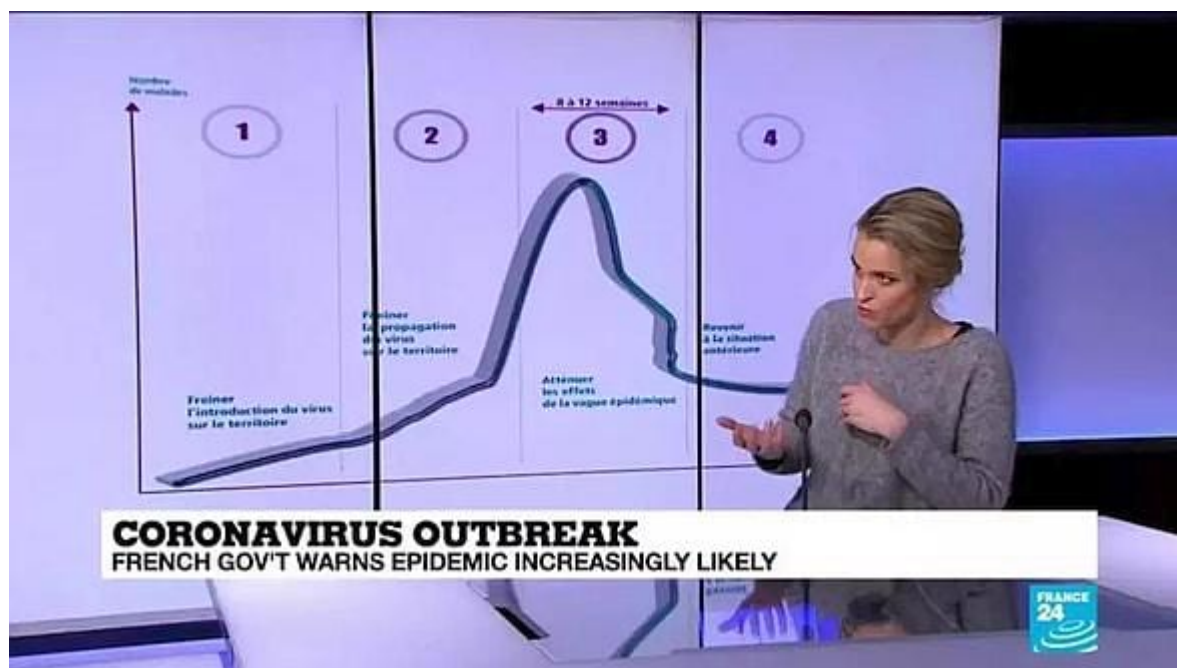 Nombre
de malades
1
2
8 à 12 semaines
3
4
Freiner
l'introduction du virus
sur le territoire
Freiner
la propagation
du virus
sur le territoire
Atténuer
les effets
de la vague épidémique
Revenir
à la situation
antérieure
CORONAVIRUS OUTBREAK
FRENCH GOV'T WARNS EPIDEMIC INCREASINGLY LIKELY
FRANCE
24